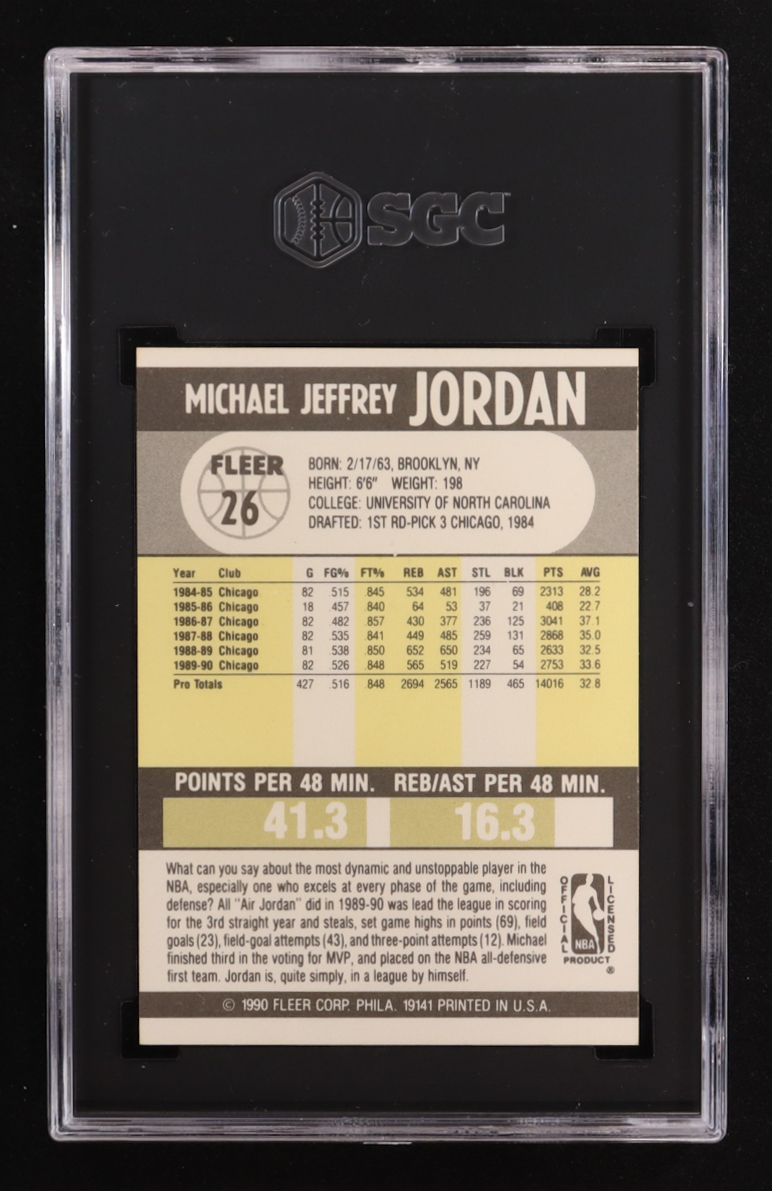 SGC
MICHAEL JEFFREY JORDAN
FLEER
26
BORN: 2/17/63, BROOKLYN, NY
HEIGHT: 6'6" WEIGHT: 198
COLLEGE: UNIVERSITY OF NORTH CAROLINA
DRAFTED: 1ST RD-PICK 3 CHICAGO, 1984
Year Club G FG% FT% REB AST STL BLK PTS AVG
1984-85 Chicago 82 .515 .845 534 481 196 69 2313 28.2
1985-86 Chicago 18 .457 .840 64 53 37 21 408 22.7
1986-87 Chicago 82 .482 .857 430 377 236 125 3041 37.1
1987-88 Chicago 82 .535 .841 449 485 259 131 2868 35.0
1988-89 Chicago 81 .538 .850 652 650 234 65 2633 32.5
1989-90 Chicago 82 .526 .848 565 519 227 54 2753 33.6
Pro Totals 427 .516 .848 2694 2565 1189 465 14016 32.8
POINTS PER 48 MIN. REB/AST PER 48 MIN.
41.3 16.3
What can you say about the most dynamic and unstoppable player in the
NBA, especially one who excels at every phase of the game, including
defense? All "Air Jordan" did in 1989-90 was lead the league in scoring
for the 3rd straight year and steals, set game highs in points (69), field
goals (23), field-goal attempts (43), and three-point attempts (12). Michael
finished third in the voting for MVP, and placed on the NBA all-defensive
first team. Jordan is, quite simply, in a league by himself.
OFFICIAL
LICENSED
NBA
PRODUCT
®
© 1990 FLEER CORP. PHILA. 19141 PRINTED IN U.S.A.